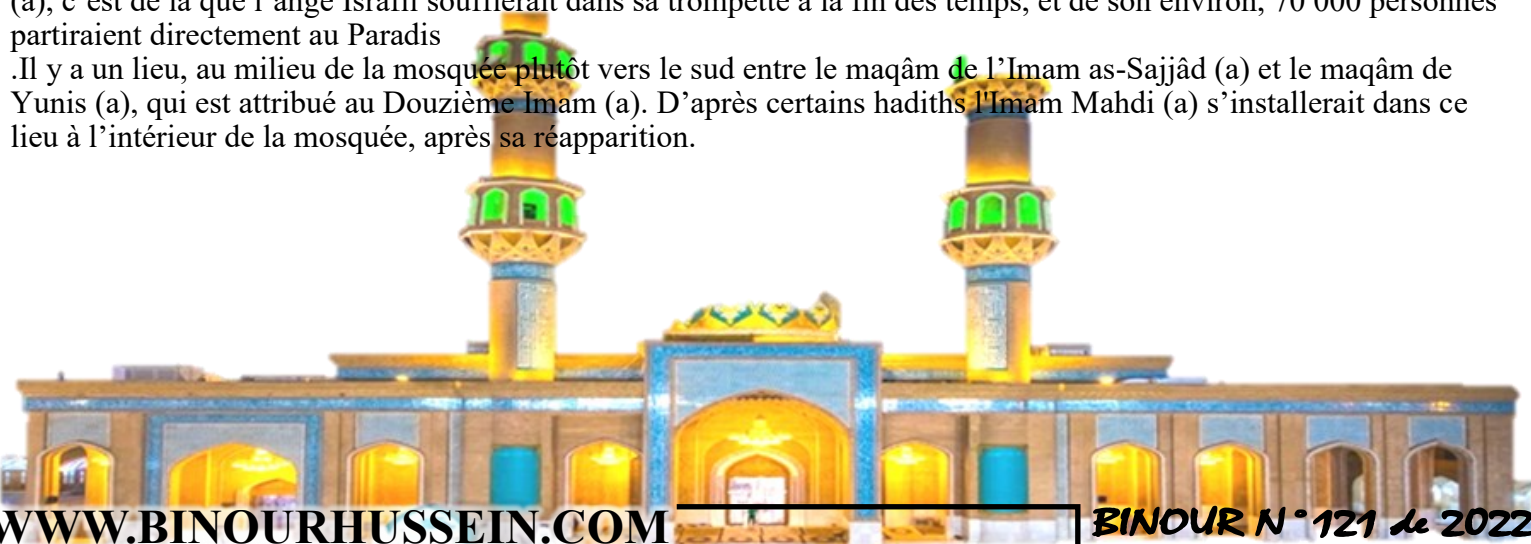 (a), c'est de là que l'ange Isrâfîl soufflerait dans sa trompette à la fin des temps, et de son environ, 70 000 personnes
partiraient directement au Paradis
.Il y a un lieu, au milieu de la mosquée plutôt vers le sud entre le maqâm de l'Imam as-Sajjâd (a) et le maqâm de
Yunis (a), qui est attribué au Douzième Imam (a). D'après certains hadiths l'Imam Mahdi (a) s'installerait dans ce
lieu à l'intérieur de la mosquée, après sa réapparition.
WWW.BINOURHUSSEIN.COM
BINOUR N°121 de 2022